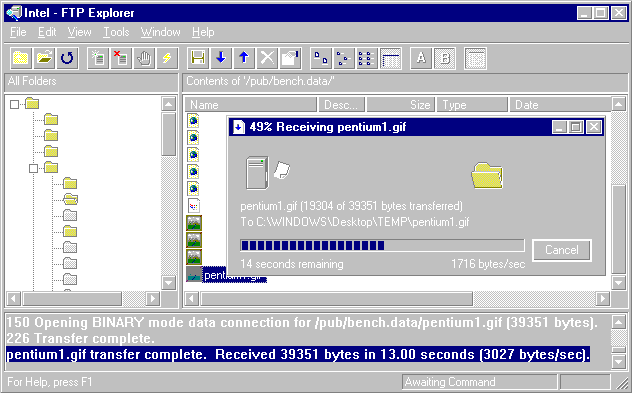 Intel - FTP Explorer
File Edit View Tools Window Help
A B
All Folders
Contents of '/pub/bench.data/'
Name Desc... Size Type Date
49% Receiving pentium1.gif
pentium1.gif (19304 of 39351 bytes transferred)
To C:\WINDOWS\Desktop\TEMP\pentium1.gif
Cancel
14 seconds remaining 1716 bytes/sec
150 Opening BINARY mode data connection for /pub/bench.data/pentium1.gif (39351 bytes).
226 Transfer complete.
pentium1.gif transfer complete. Received 39351 bytes in 13.00 seconds (3027 bytes/sec).
For Help, press F1
Awaiting Command